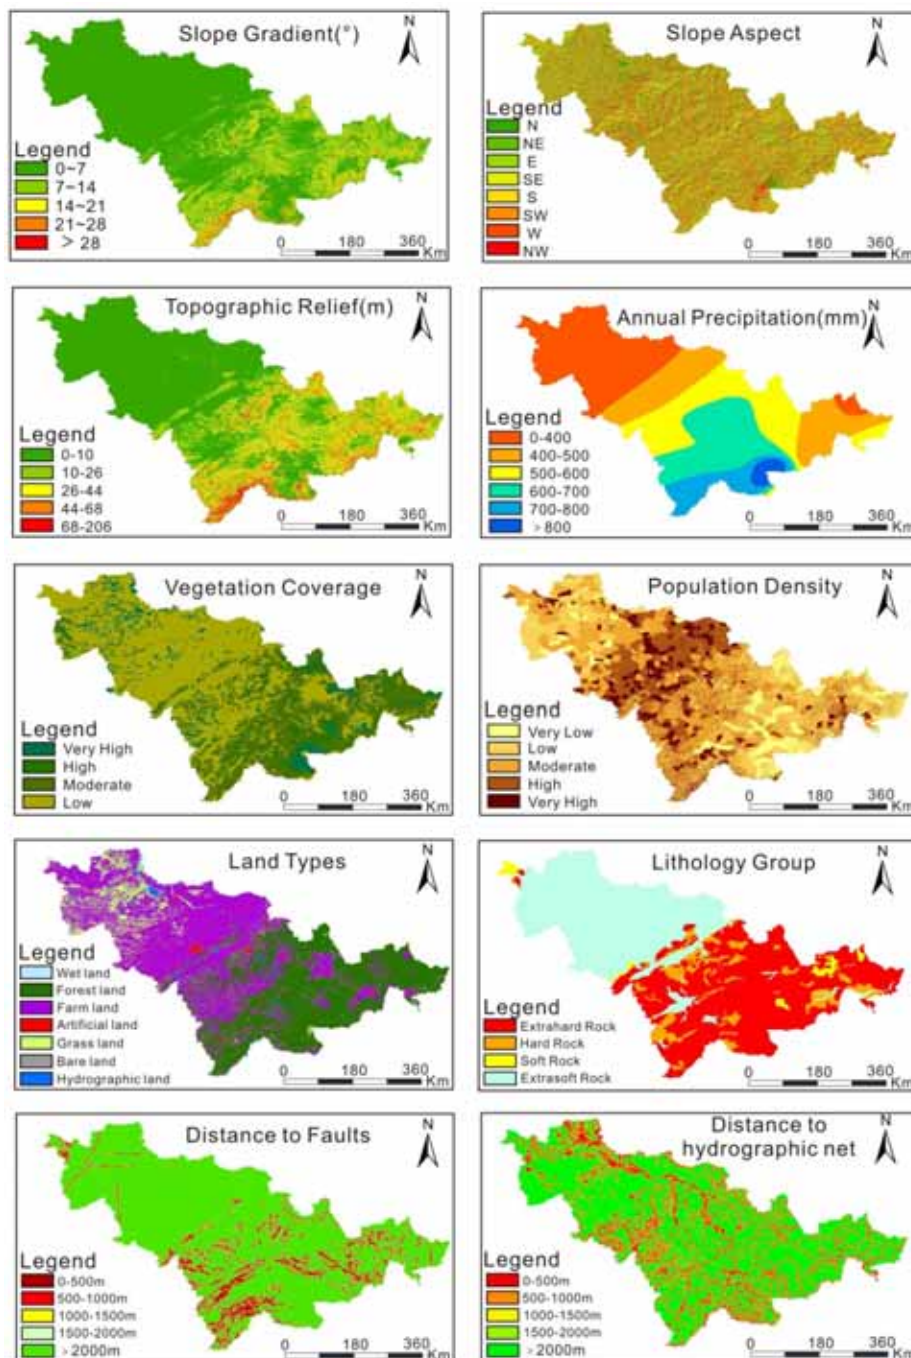 Slope Gradient(°)
N
Legend
0~7
7~14
14~21
21~28
> 28
0 180 360
Km
Slope Aspect
N
Legend
N
NE
E
SE
S
SW
W
NW
0 180 360
Km
Topographic Relief(m)
N
Legend
0-10
10-26
26-44
44-68
68-206
0 180 360
Km
Annual Precipitation(mm)
N
Legend
0-400
400-500
500-600
600-700
700-800
>800
0 180 360
Km
Vegetation Coverage
N
Legend
Very High
High
Moderate
Low
0 180 360
Km
Population Density
N
Legend
Very Low
Low
Moderate
High
Very High
0 180 360
Km
Land Types
N
Legend
Wet land
Forest land
Farm land
Artificial land
Grass land
Bare land
Hydrographic land
0 180 360
Km
Lithology Group
N
Legend
Extrahard Rock
Hard Rock
Soft Rock
Extrasoft Rock
0 180 360
Km
Distance to Faults
N
Legend
0-500m
500-1000m
1000-1500m
1500-2000m
>2000m
0 180 360
Km
Distance to
hydrographic net
N
Legend
0-500m
500-1000m
1000-1500m
1500-2000m
>2000m
0 180 360
Km